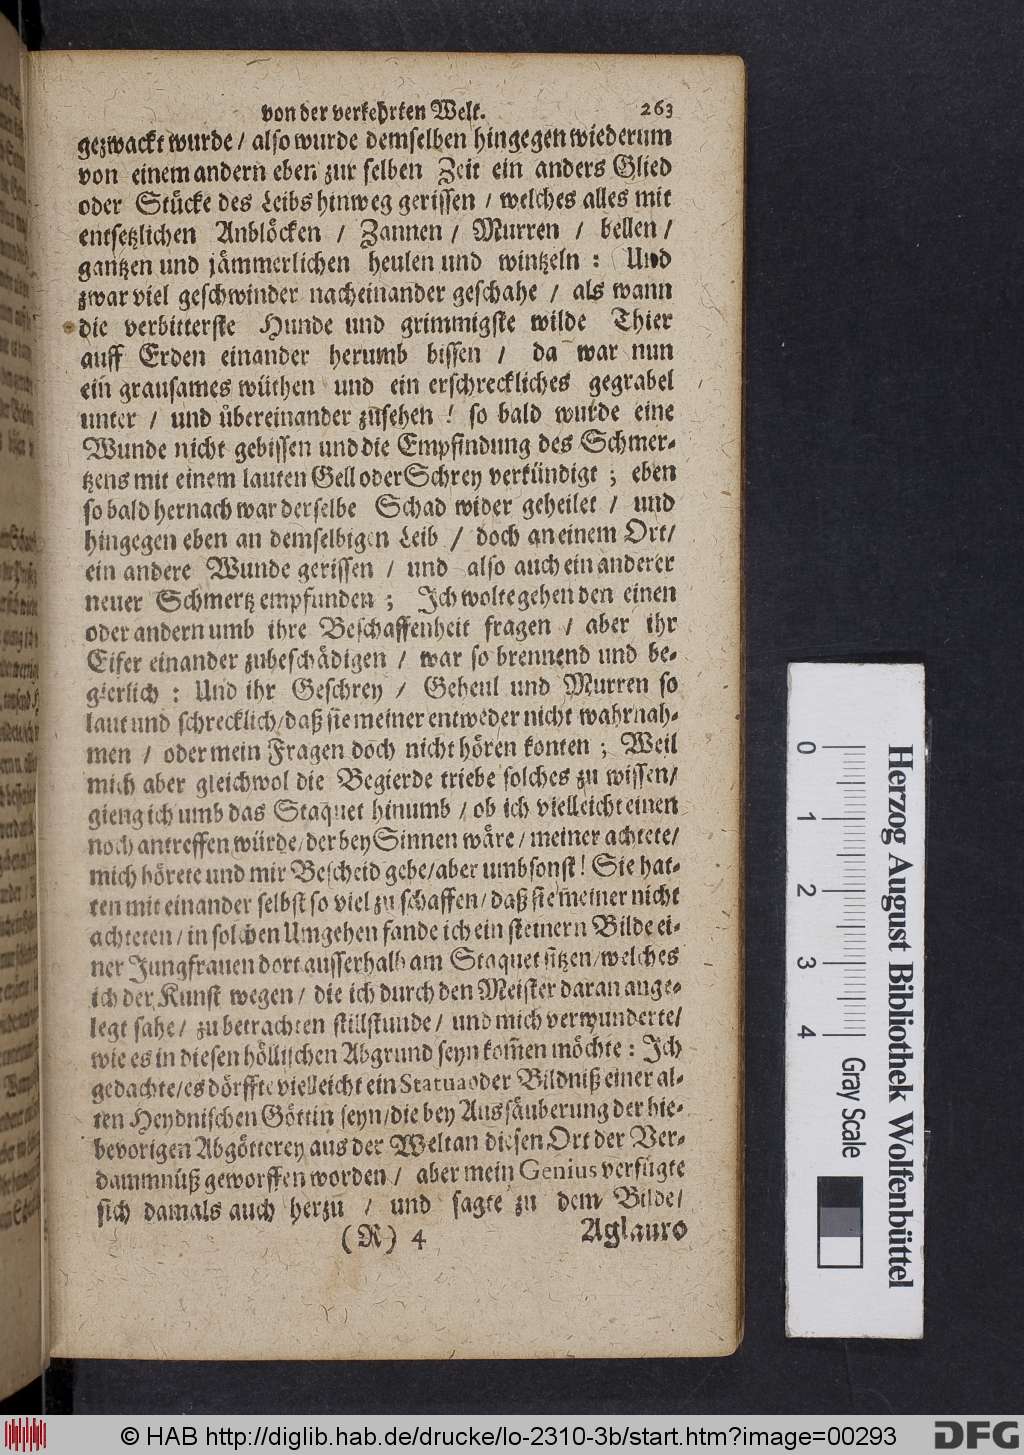 von der verkehrten Welt. 263
gezwackt wurde / also wurde demselben hingegen wiederum
von einem andern eben zur selben Zeit ein anders Glied
oder Stücke des Leibs hinweg gerissen / welches alles mit
entsetzlichen Anblöcken / Zannen / Murren / bellen /
gantzen und jämmerlichen heulen und wintzeln : Und
zwar viel geschwinder nacheinander geschahe / als wann
die verbitterste Hunde und grimmigste wilde Thier
auff Erden einander herumb bissen / da war nun
ein grausames wüthen und ein erschreckliches gegrabel
unter / und übereinander zusehen ! so bald wurde eine
Wunde nicht gebissen und die Empfindung des Schmer-
tzens mit einem lauten Gell oder Schrey verkündigt ; eben
so bald hernach war derselbe Schad wider geheilet / und
hingegen eben an demselbigen Leib / doch an einem Ort /
ein andere Wunde gerissen / und also auch ein anderer
neuer Schmertz empfunden ; Ich wolte gehen den einen
oder andern umb ihre Beschaffenheit fragen / aber ihr
Eifer einander zubeschädigen / war so brennend und be-
gierlich : Und ihr Geschrey / Geheul und Murren so
laut und schrecklich / daß sie meiner entweder nicht wahrnah-
men / oder mein Fragen doch nicht hören konten ; Weil
mich aber gleichwol die Begierde triebe solches zu wissen /
gieng ich umb das Staquet hinumb / ob ich vielleicht einen
noch antreffen würde / der bey Sinnen wäre / meiner achtete /
mich hörete und mir Bescheid gebe / aber umbsonst ! Sie hat-
ten mit einander selbst so viel zu schaffen / daß sie meiner nicht
achteten / in solchen Umgehen fande ich ein steinern Bilde ei-
ner Jungfrauen dort ausserhalb am Staquet sitzen / welches
ich der Kunst wegen / die ich durch den Meister daran ange-
legt sahe / zu betrachten stillstunde / und mich verwunderte /
wie es in diesen höllischen Abgrund seyn kom̄en möchte : Ich
gedachte / es dörffte vielleicht ein Statua oder Bildniß einer al-
ten Heydnischen Göttin seyn / die bey Aussäuberung der hie-
bevorigen Abgötterey aus der Welt an diesen Ort der Ver-
dammnüß geworffen worden / aber mein Genius verfügte
sich damals auch herzu / und sagte zu dem Bilde /
(R) 4 Aglauro
Herzog August Bibliothek Wolfenbüttel
0 1 2 3 4 Gray Scale
© HAB http://diglib.hab.de/drucke/lo-2310-3b/start.htm?image=00293
DFG